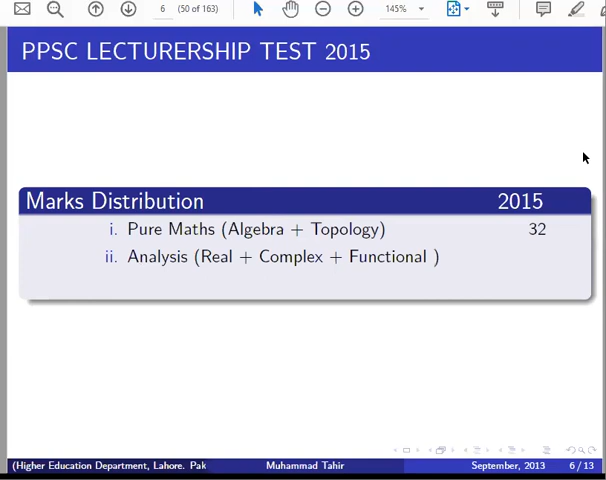 6 (50 of 163) 145%
PPSC LECTURERSHIP TEST 2015
Marks Distribution 2015
i. Pure Maths (Algebra + Topology) 32
ii. Analysis (Real + Complex + Functional )
(Higher Education Department, Lahore. Pak Muhammad Tahir September, 2013 6 / 13